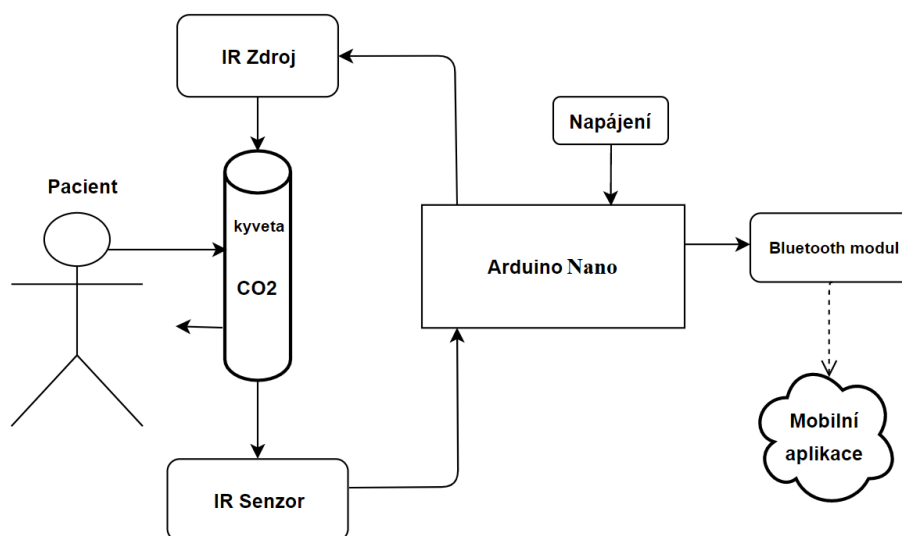 IR Zdroj
Napájení
Pacient
kyveta
CO2
Arduino Nano
Bluetooth modul
Mobilní
aplikace
IR Senzor